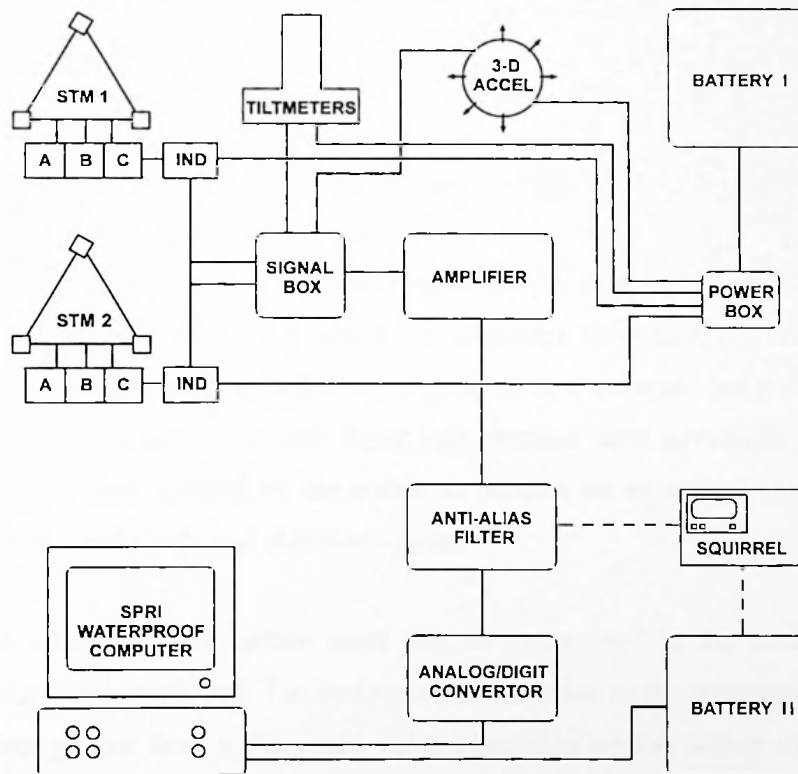 STM 1
A B C
IND
TILTMETERS
3-D
ACCEL
BATTERY I
STM 2
A B C
IND
SIGNAL
BOX
AMPLIFIER
POWER
BOX
ANTI-ALIAS
FILTER
SQUIRREL
SPRI
WATERPROOF
COMPUTER
ANALOG/DIGIT
CONVERTOR
BATTERY II